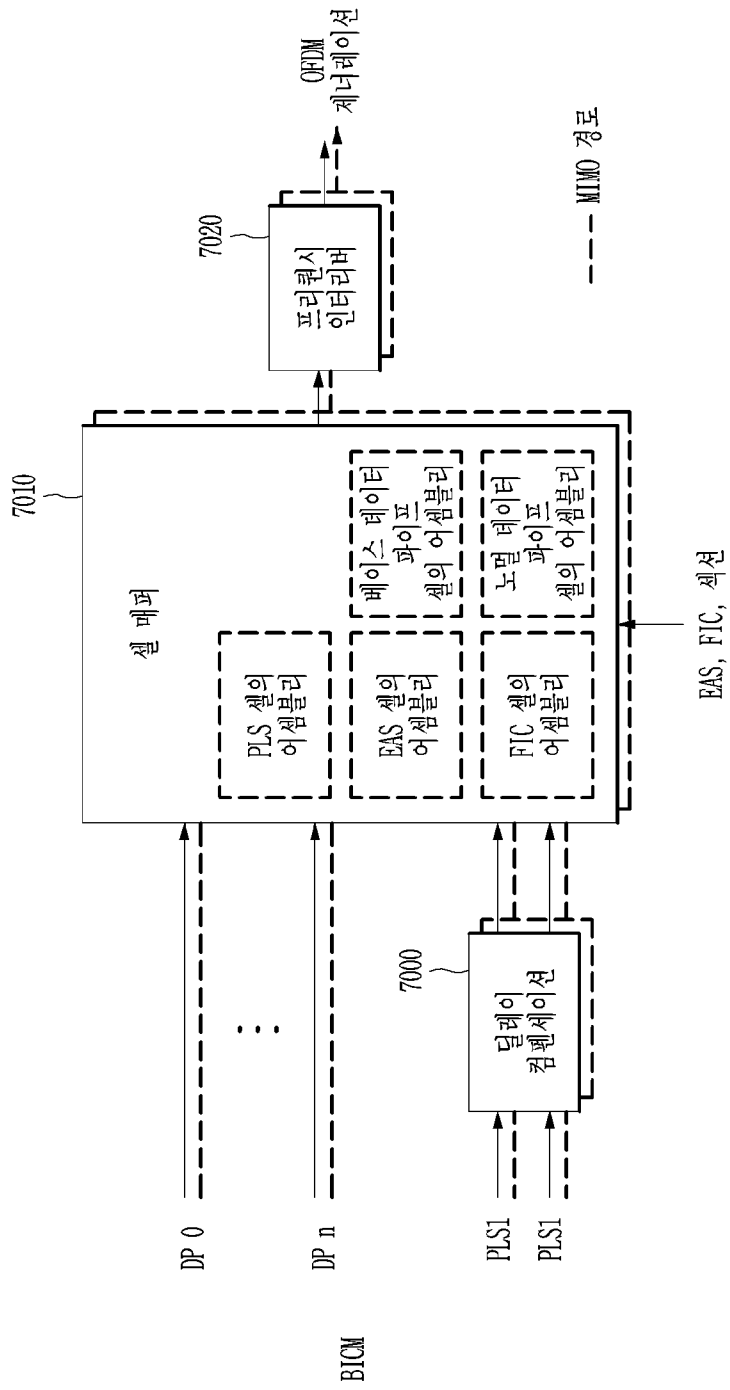 BICM
DP 0
DP n
PLS1
PLS1
7000
딜레이
컴펜세이션
7010
셀 매퍼
PLS 셀의
어셈블리
EAS 셀의
어셈블리
FIC 셀의
어셈블리
베이스 데이터
파이프
셀의 어셈블리
노멀 데이터
파이프
셀의 어셈블리
EAS, FIC, 섹션
7020
프리퀀시
인터리버
OFDM
제너레이션
MIMO 경로